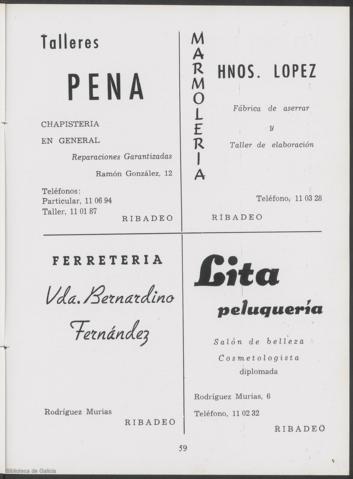 Talleres
PENA
CHAPISTERIA
EN GENERAL
Reparaciones Garantizadas
Ramón González, 12
Teléfonos:
Particular, 11 06 94
Taller, 11 01 87
RIBADEO
MARMOLERIA
HNOS. LOPEZ
Fábrica de aserrar
y
Taller de elaboración
Teléfono, 11 03 28
RIBADEO
FERRETERIA
Vda. Bernardino
Fernández
Rodríguez Murias
RIBADEO
Lita
peluquería
Salón de belleza
Cosmetologista
diplomada
Rodríguez Murias, 6
Teléfono, 11 02 32
RIBADEO
59
Biblioteca de Galicia